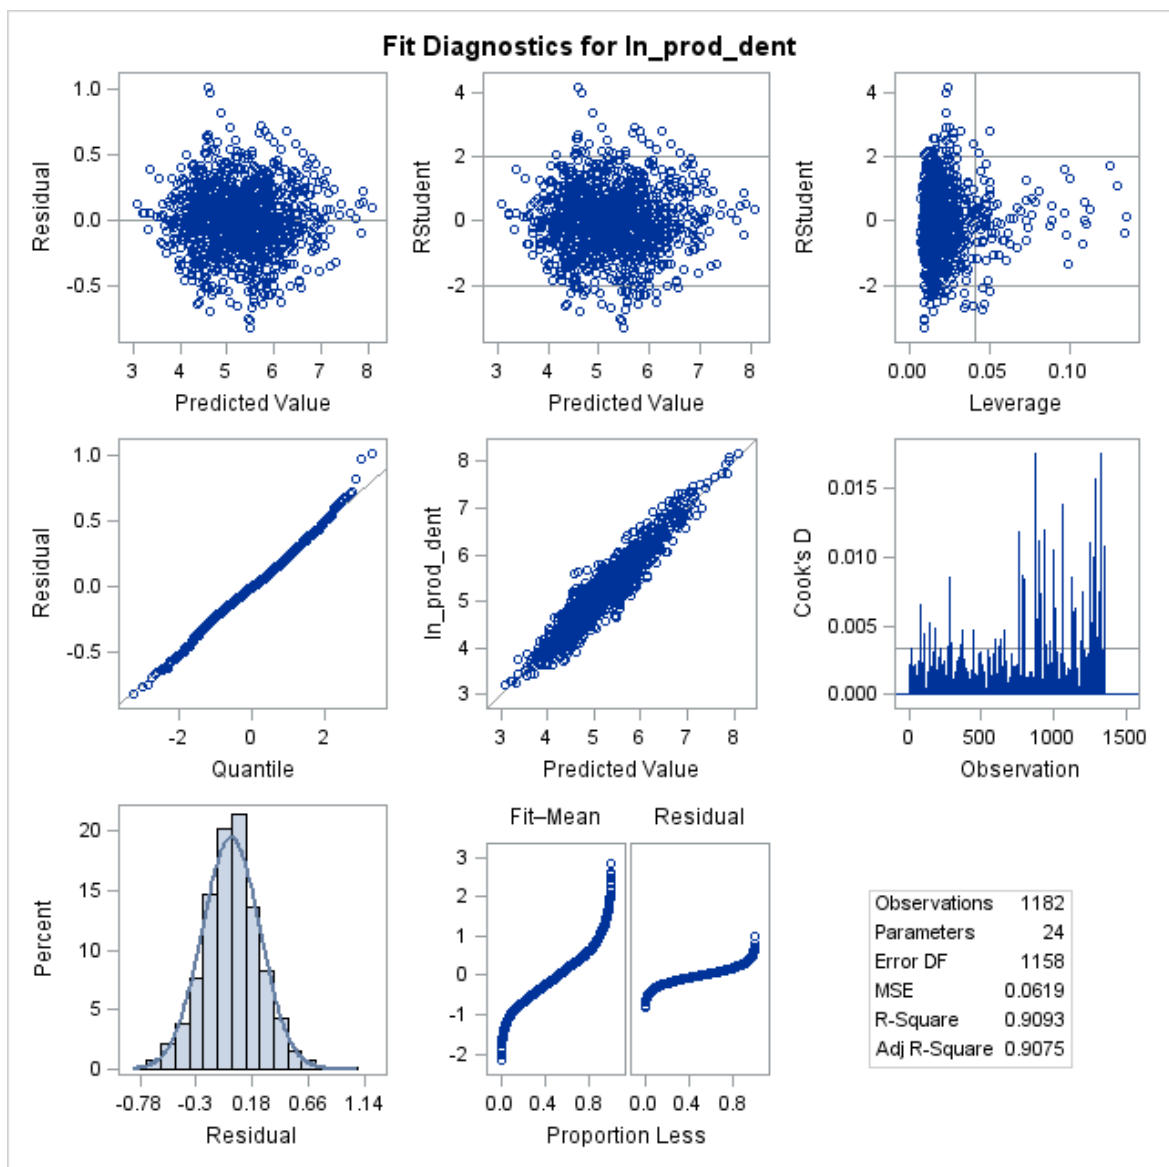 Fit Diagnostics for ln_prod_dent
1.0
0.5
0.0
-0.5
Residual
3 4 5 6 7 8
Predicted Value
4
2
0
-2
RStudent
3 4 5 6 7 8
Predicted Value
4
2
0
-2
RStudent
0.00 0.05 0.10
Leverage
1.0
0.5
0.0
-0.5
Residual
-2 0 2
Quantile
8
7
6
5
4
3
ln_prod_dent
3 4 5 6 7 8
Predicted Value
0.015
0.010
0.005
0.000
Cook's D
0 500 1000 1500
Observation
20
15
10
5
0
Percent
-0.78 -0.3 0.18 0.66 1.14
Residual
Fit–Mean Residual
3
2
1
0
-1
-2
0.0 0.4 0.8 0.0 0.4 0.8
Proportion Less
Observations 1182
Parameters 24
Error DF 1158
MSE 0.0619
R-Square 0.9093
Adj R-Square 0.9075